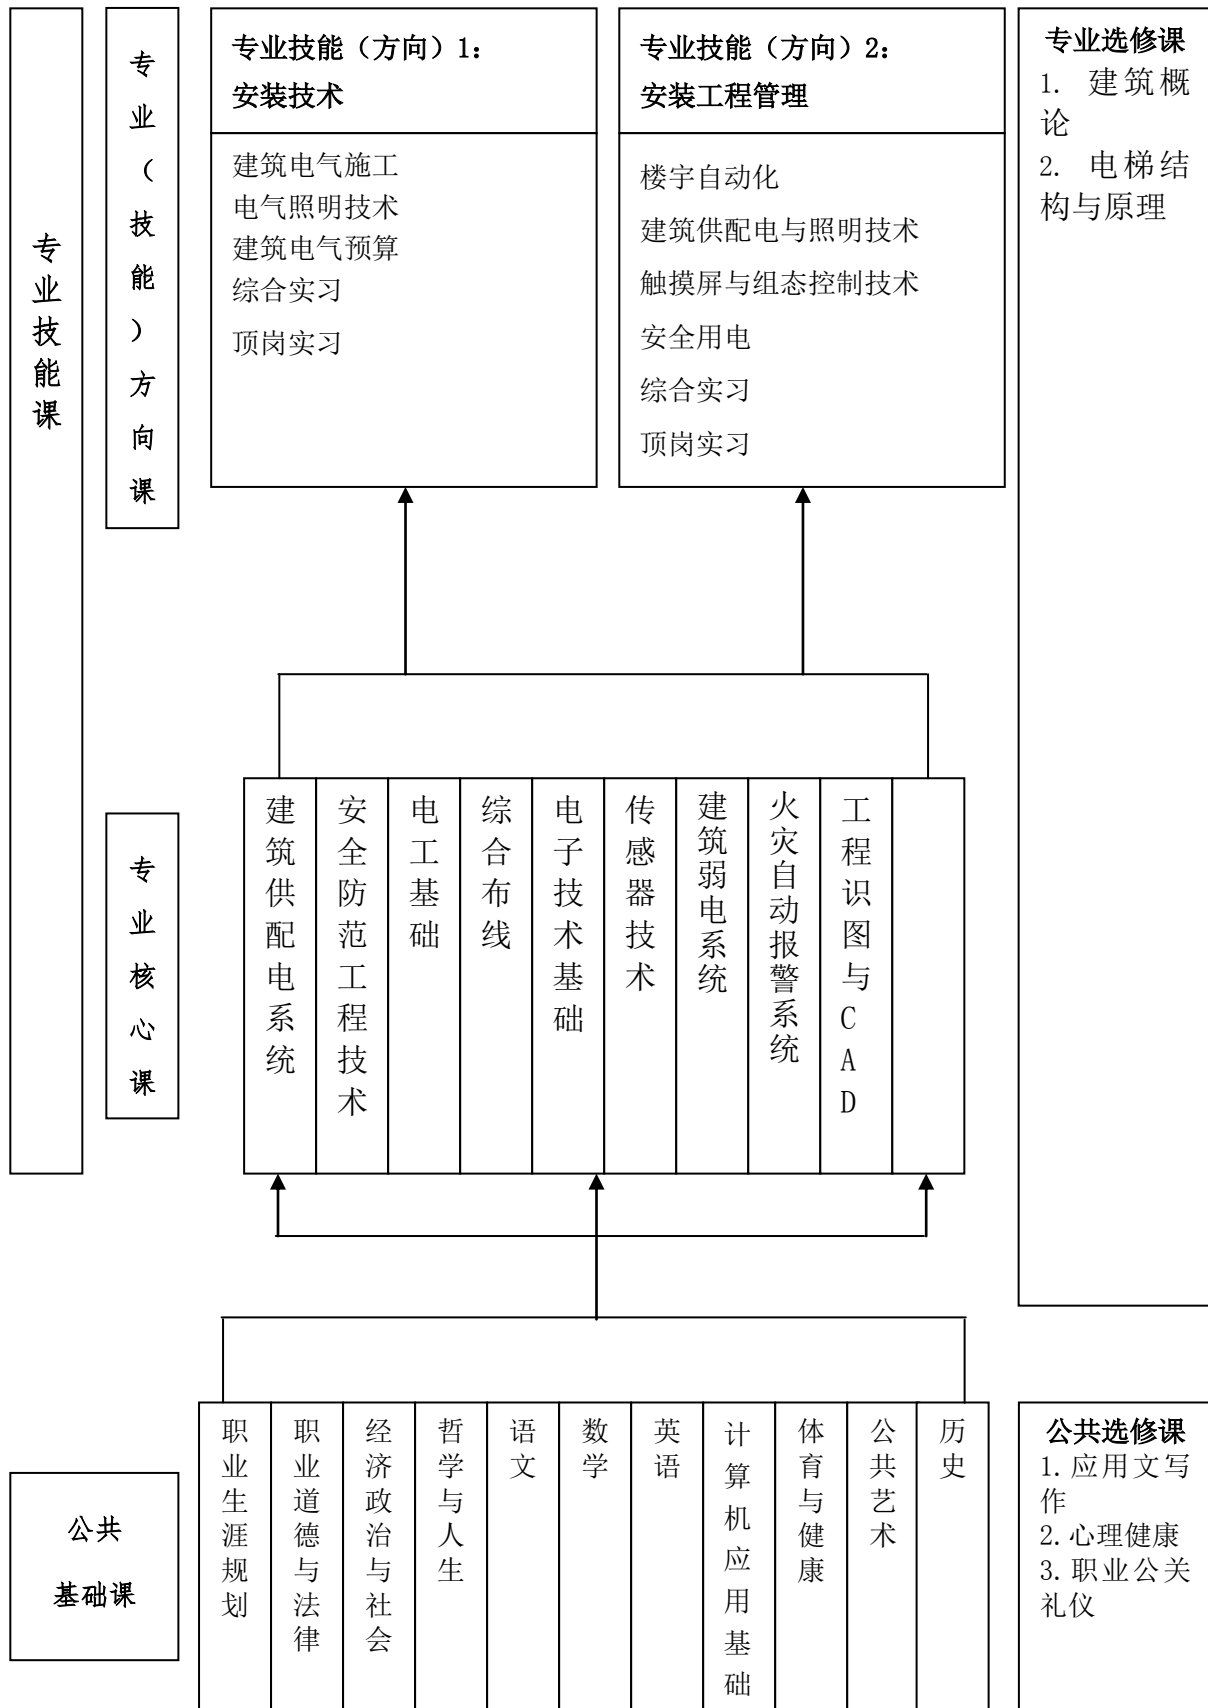 专业技能课
专业（技能）方向课
专业技能（方向）1：
安装技术
建筑电气施工
电气照明技术
建筑电气预算
综合实习
顶岗实习
专业技能（方向）2：
安装工程管理
楼宇自动化
建筑供配电与照明技术
触摸屏与组态控制技术
安全用电
综合实习
顶岗实习
专业选修课
1. 建筑概
论
2. 电梯结
构与原理
专业核心课
建筑供配电系统
安全防范工程技术
电工基础
综合布线
电子技术基础
传感器技术
建筑弱电系统
火灾自动报警系统
工程识图与CAD
公共
基础课
职业生涯规划
职业道德与法律
经济政治与社会
哲学与人生
语文
数学
英语
计算机应用基础
体育与健康
公共艺术
历史
公共选修课
1.应用文写
作
2.心理健康
3.职业公关
礼仪